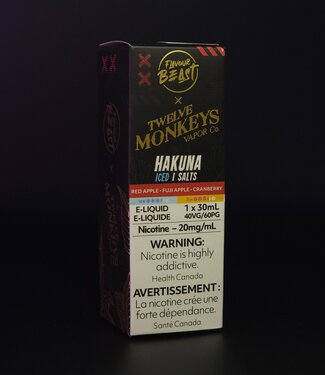 FLAVOUR
BEAST
X
TWELVE
MONKEYS
VAPOR Co.
HAKUNA
ICED | SALTS
RED APPLE • FUJI APPLE • CRANBERRY
E-LIQUID
E-LIQUIDE
1 x 30mL
40VG/60PG
Nicotine ~ 20mg/mL
WARNING:
Nicotine is highly
addictive.
Health Canada
AVERTISSEMENT :
La nicotine crée une
forte dépendance.
Santé Canada